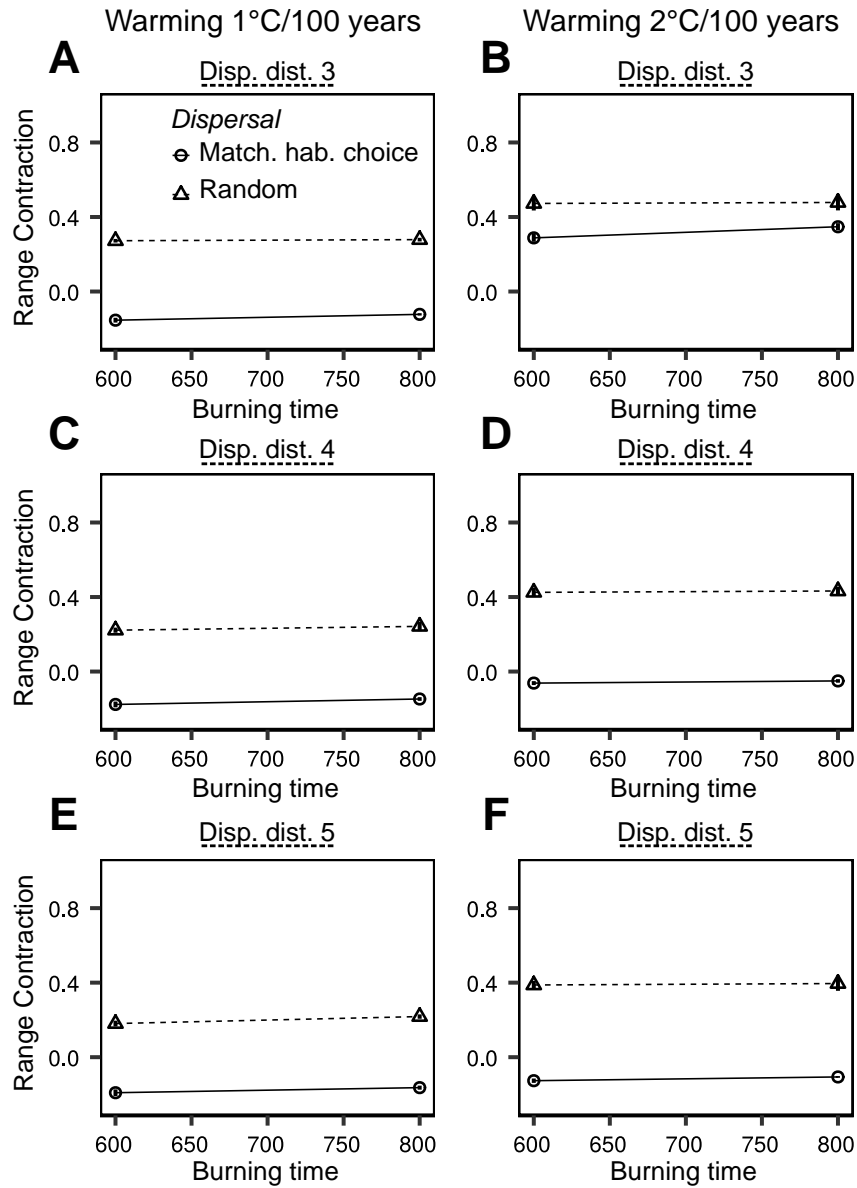 Warming 1°C/100 years
Warming 2°C/100 years
A
Disp. dist. 3
Range Contraction
0.8
0.4
0.0
Dispersal
Match. hab. choice
Random
600 650 700 750 800
Burning time
B
Disp. dist. 3
0.8
0.4
0.0
600 650 700 750 800
Burning time
C
Disp. dist. 4
Range Contraction
0.8
0.4
0.0
600 650 700 750 800
Burning time
D
Disp. dist. 4
0.8
0.4
0.0
600 650 700 750 800
Burning time
E
Disp. dist. 5
Range Contraction
0.8
0.4
0.0
600 650 700 750 800
Burning time
F
Disp. dist. 5
0.8
0.4
0.0
600 650 700 750 800
Burning time